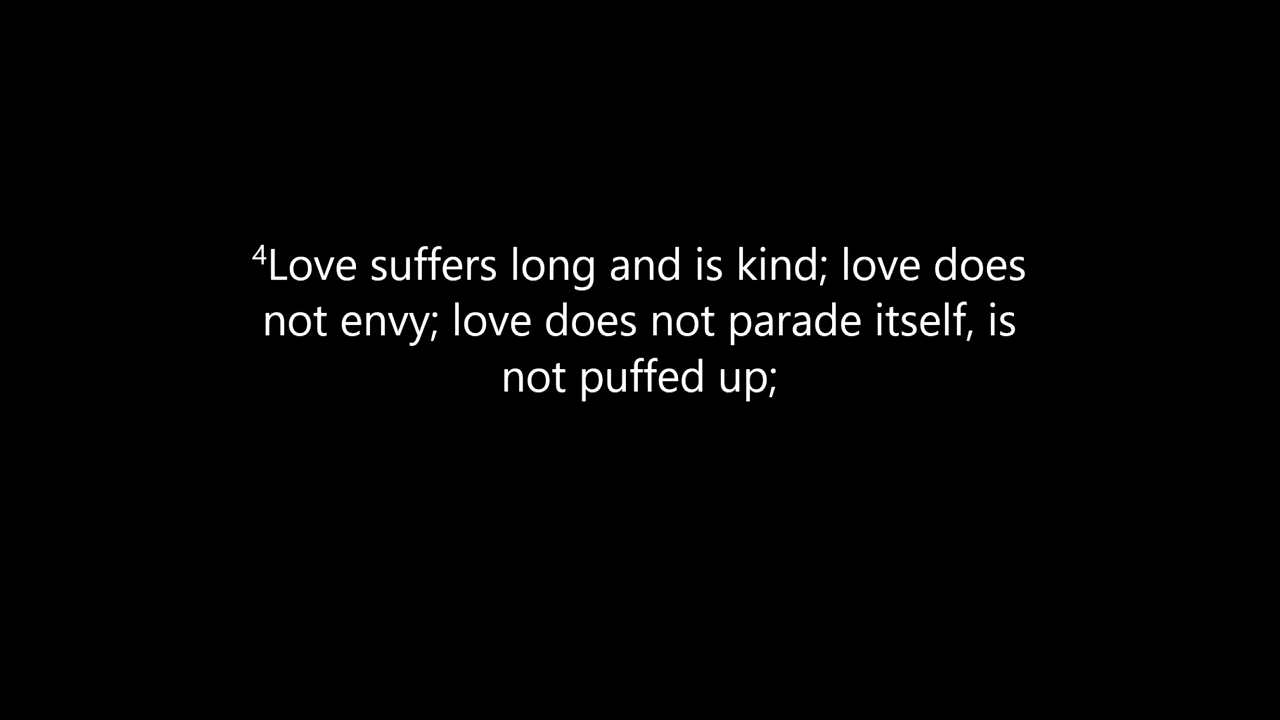 ⁴Love suffers long and is kind; love does
not envy; love does not parade itself, is
not puffed up;